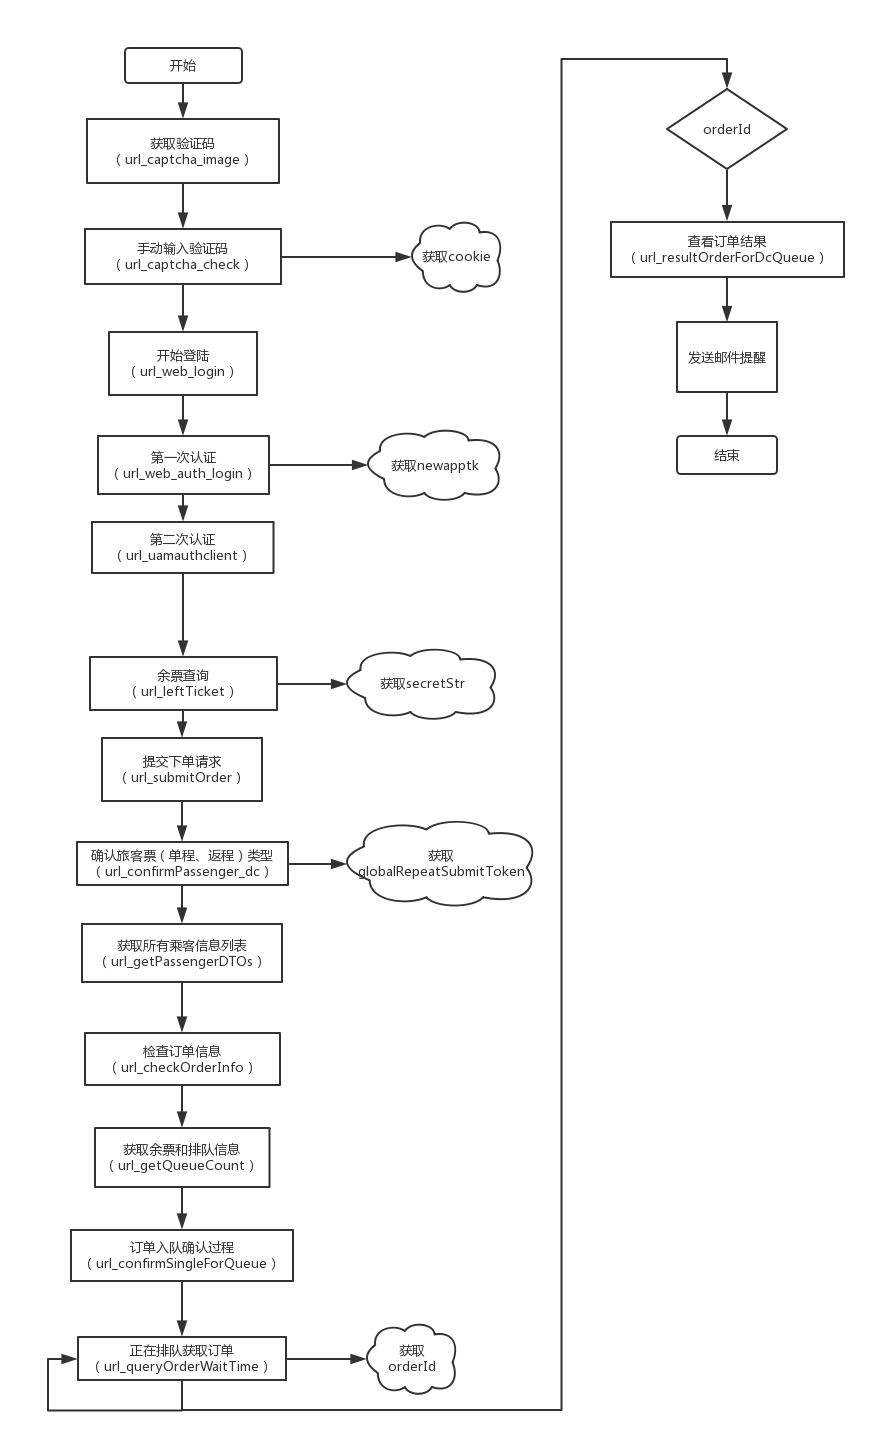 开始
获取验证码
（url_captcha_image）
手动输入验证码
（url_captcha_check）
获取cookie
开始登陆
（url_web_login）
第一次认证
（url_web_auth_login）
获取newapptk
第二次认证
（url_uamauthclient）
余票查询
（url_leftTicket）
获取secretStr
提交下单请求
（url_submitOrder）
确认旅客票（单程、返程）类型
（url_confirmPassenger_dc）
获取
globalRepeatSubmitToken
获取所有乘客信息列表
（url_getPassengerDTOs）
检查订单信息
（url_checkOrderInfo）
获取余票和排队信息
（url_getQueueCount）
订单入队确认过程
（url_confirmSingleForQueue）
正在排队获取订单
（url_queryOrderWaitTime）
获取
orderId
orderId
查看订单结果
（url_resultOrderForDcQueue）
发送邮件提醒
结束